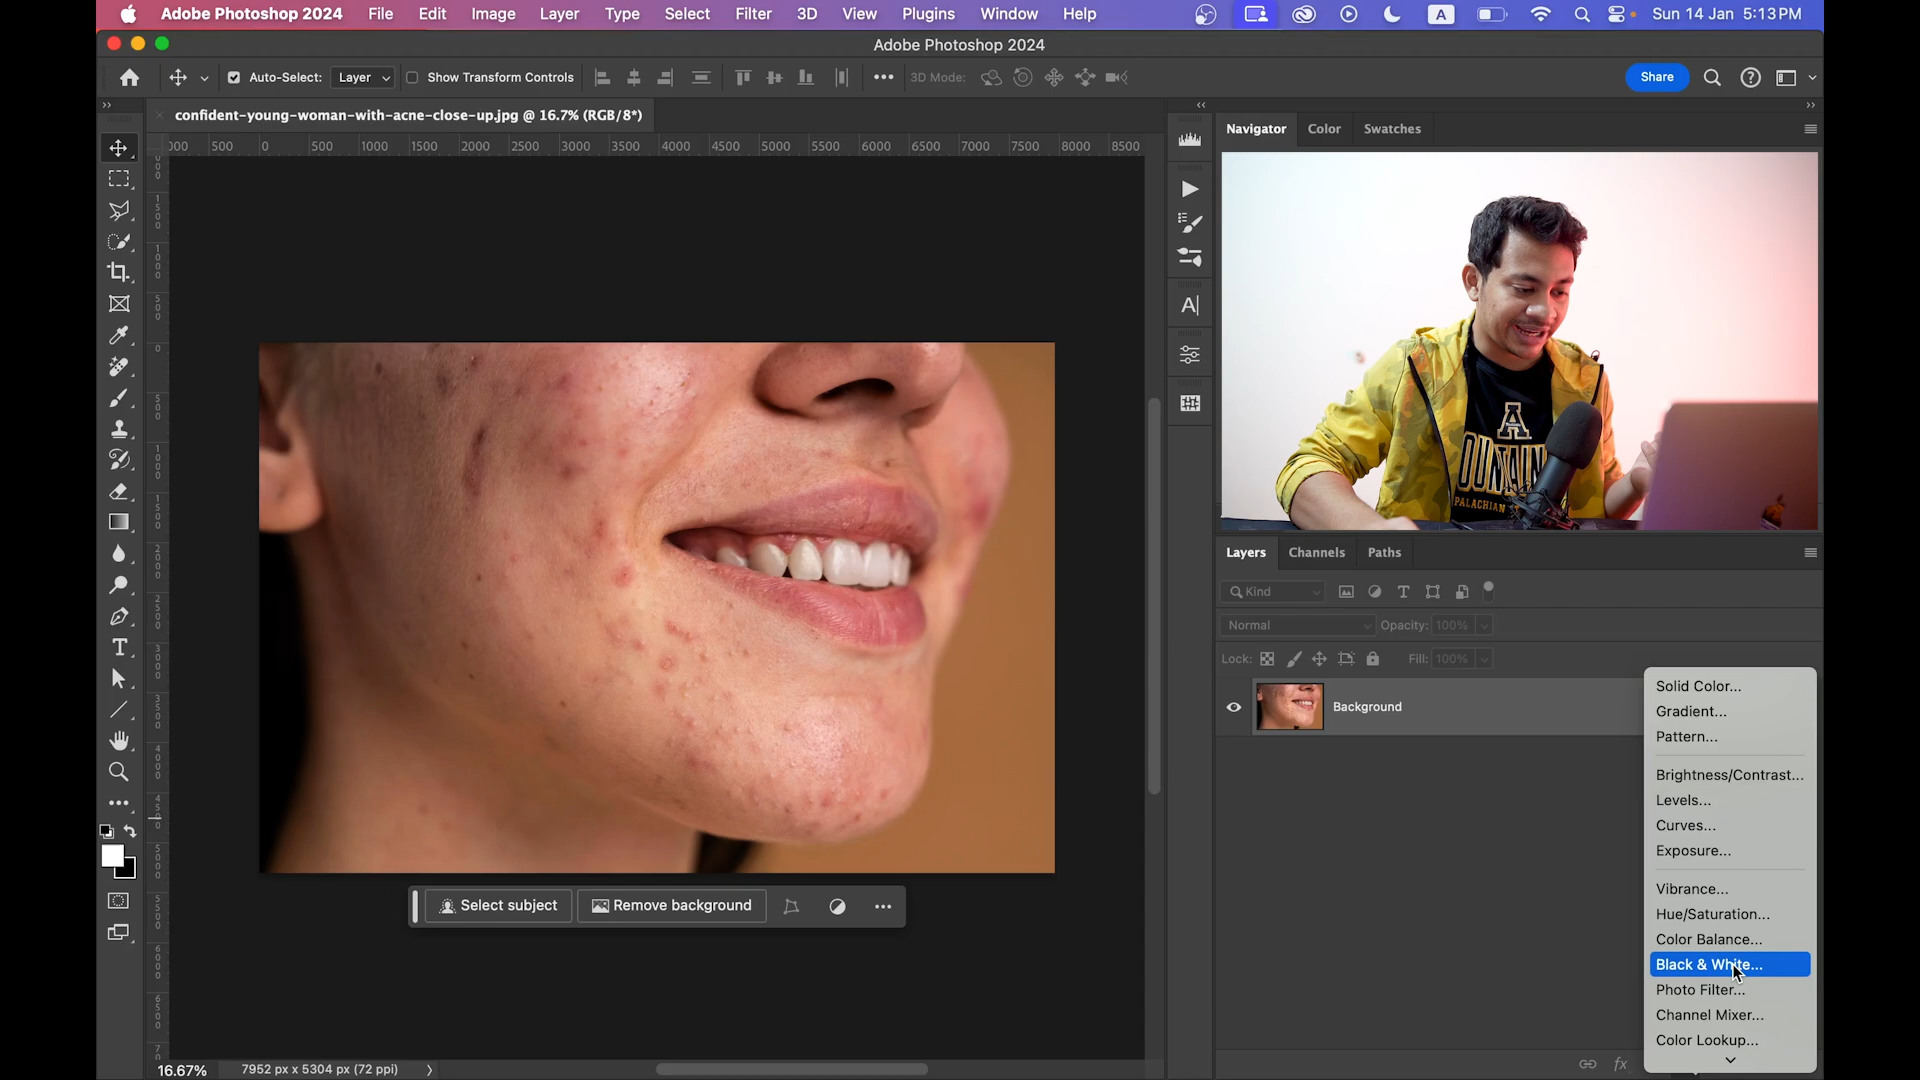 Adobe Photoshop 2024 File Edit Image Layer Type Select Filter 3D View Plugins Window Help A Sun 14 Jan 5:13 PM
Adobe Photoshop 2024
Auto-Select: Layer Show Transform Controls 3D Mode: Share
confident-young-woman-with-acne-close-up.jpg @ 16.7% (RGB/8*)
500 0 500 1000 1500 2000 2500 3000 3500 4000 4500 5000 5500 6000 6500 7000 7500 8000 8500
Select subject Remove background
16.67% 7952 px x 5304 px (72 ppi)
Navigator Color Swatches
A
PALACHIAN
Layers Channels Paths
Kind
Normal Opacity: 100%
Lock: Fill: 100%
Background
fx
Solid Color...
Gradient...
Pattern...
Brightness/Contrast...
Levels...
Curves...
Exposure...
Vibrance...
Hue/Saturation...
Color Balance...
Black & White...
Photo Filter...
Channel Mixer...
Color Lookup...